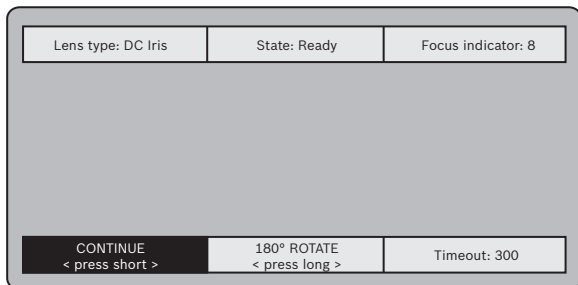 Lens type: DC Iris
State: Ready
Focus indicator: 8
CONTINUE
< press short >
180° ROTATE
< press long >
Timeout: 300